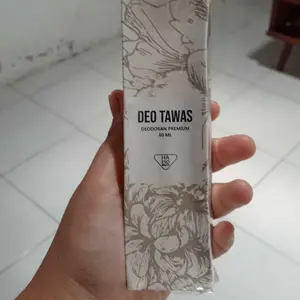 DEO TAWAS
DEODORAN PREMIUM
60 ML